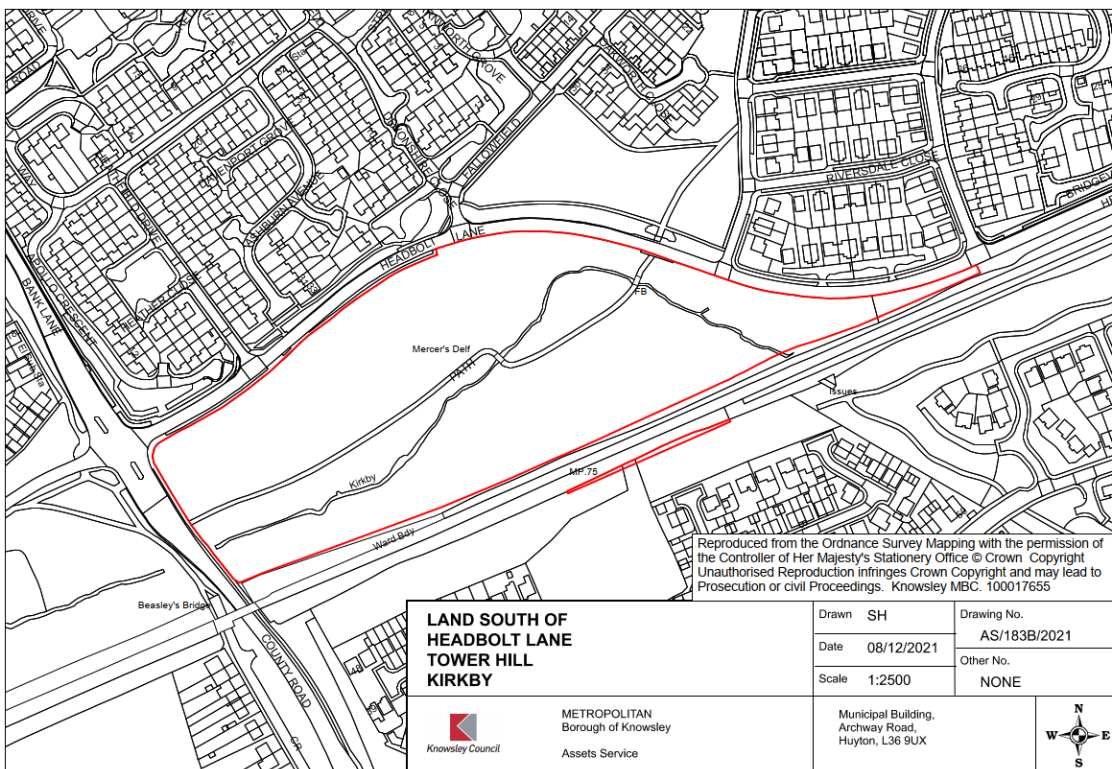 ROAD
WAY
HEATHER CLOSE
DAVENPORT GROVE
ASHBURN AVENUE
FALLOWFIELD
RIVERSDALE CLOSE
APOLLO CRESCENT
BANK LANE
HEADBOLT LANE
FB
Mercer's Delf
PATH
Issues
MP.75
Kirkby
Ward Bdy
Beasley's Bridge
COUNTY ROAD
Reproduced from the Ordnance Survey Mapping with the permission of
the Controller of Her Majesty's Stationery Office © Crown Copyright
Unauthorised Reproduction infringes Crown Copyright and may lead to
Prosecution or civil Proceedings. Knowsley MBC. 100017655
LAND SOUTH OF
HEADBOLT LANE
TOWER HILL
KIRKBY
Drawn SH
Date 08/12/2021
Scale 1:2500
Drawing No.
AS/183B/2021
Other No.
NONE
Knowsley Council
METROPOLITAN
Borough of Knowsley
Assets Service
Municipal Building,
Archway Road,
Huyton, L36 9UX
N
W E
S